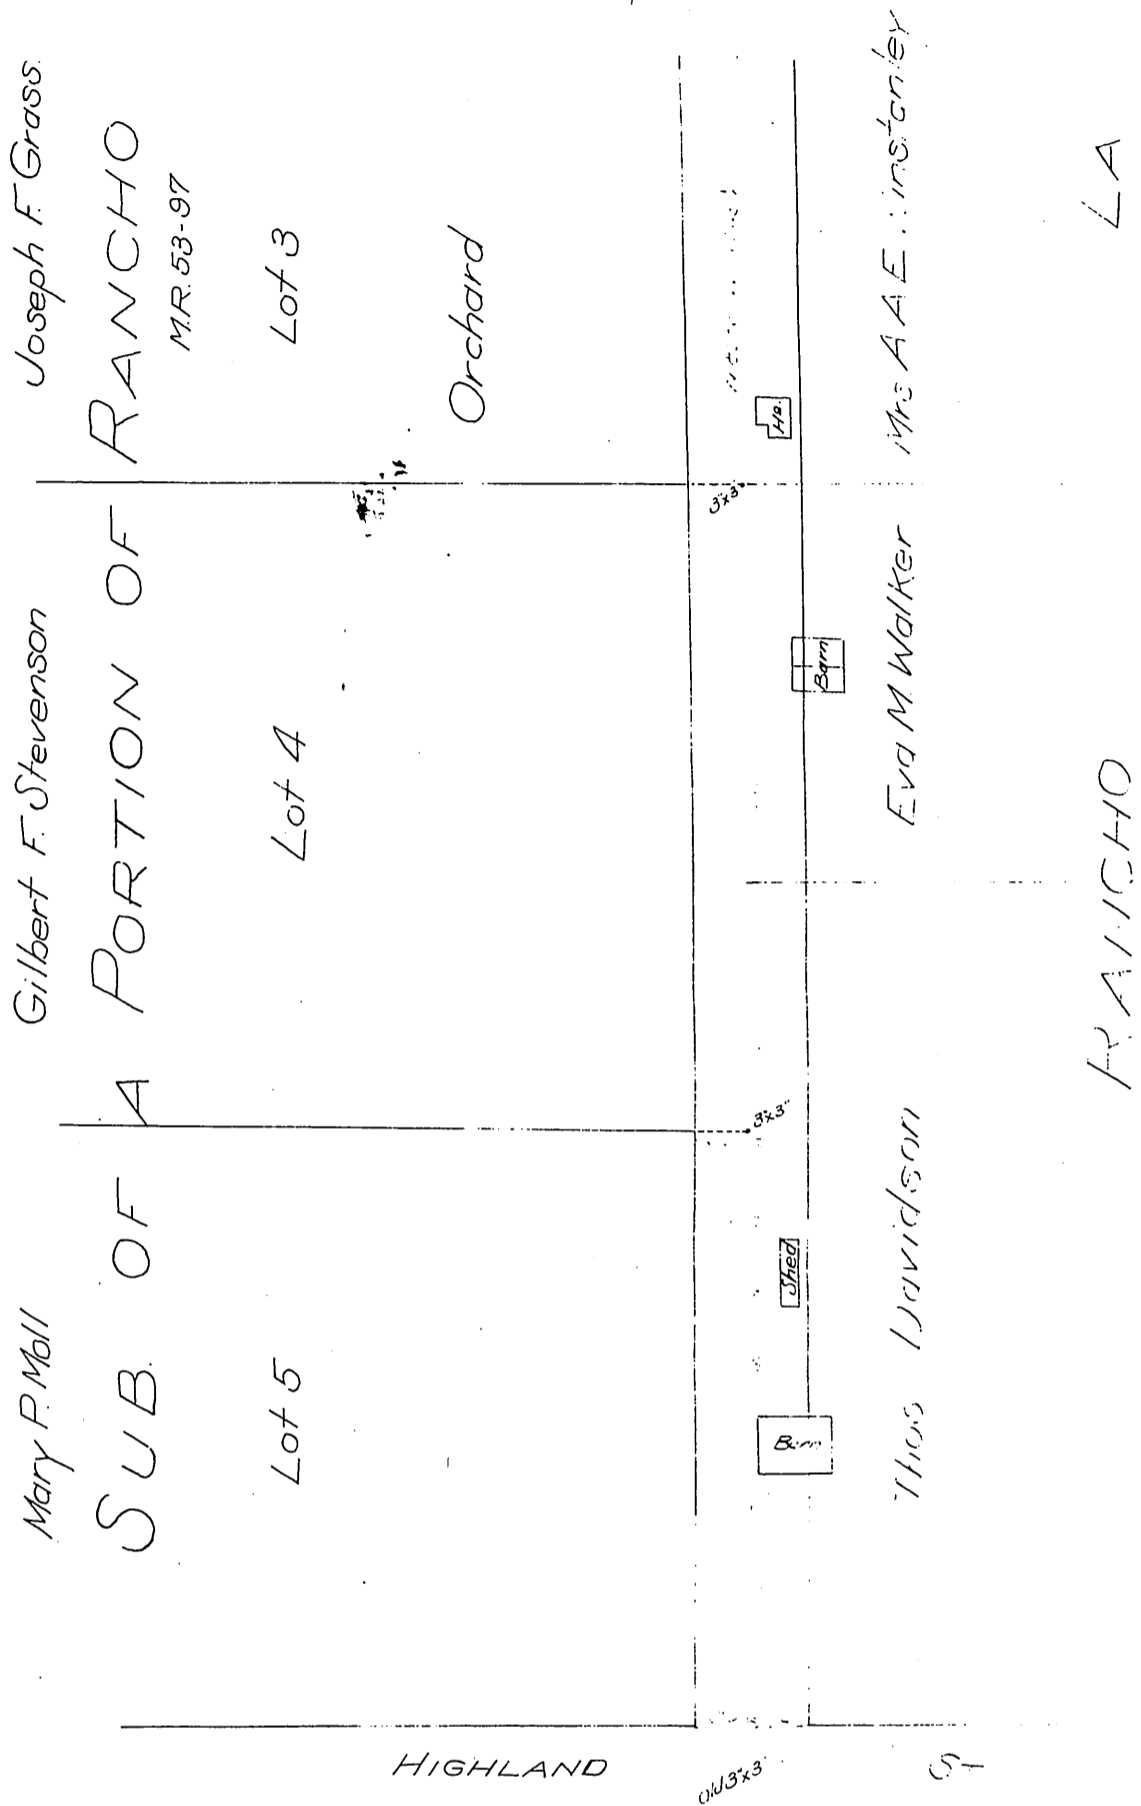 Mary P. Moll Gilbert F. Stevenson Joseph F. Grass.
SUB. OF A PORTION OF RANCHO
M.R. 53-97
Lot 5 Lot 4 Lot 3
Orchard
HIGHLAND
Old 3"x3"
3"x3"
3"x3"
Barn
Shed
Barn
Ho.
Thos Davidson Eva M. Walker Mrs A A E
St
RANCHO LA